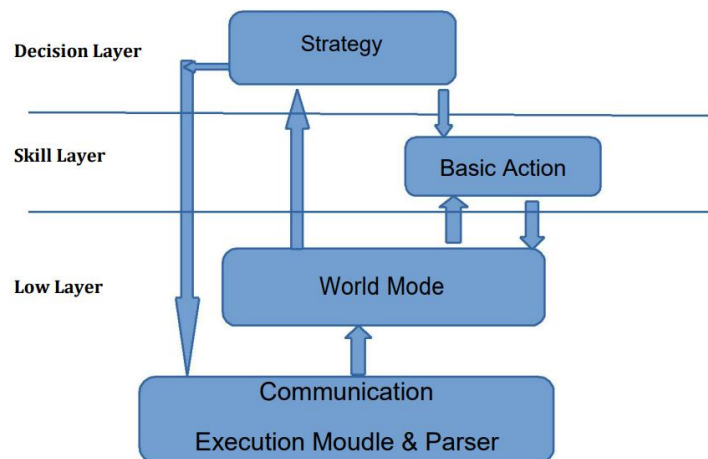 Decision Layer
Strategy
Skill Layer
Basic Action
Low Layer
World Mode
Communication
Execution Moudle & Parser